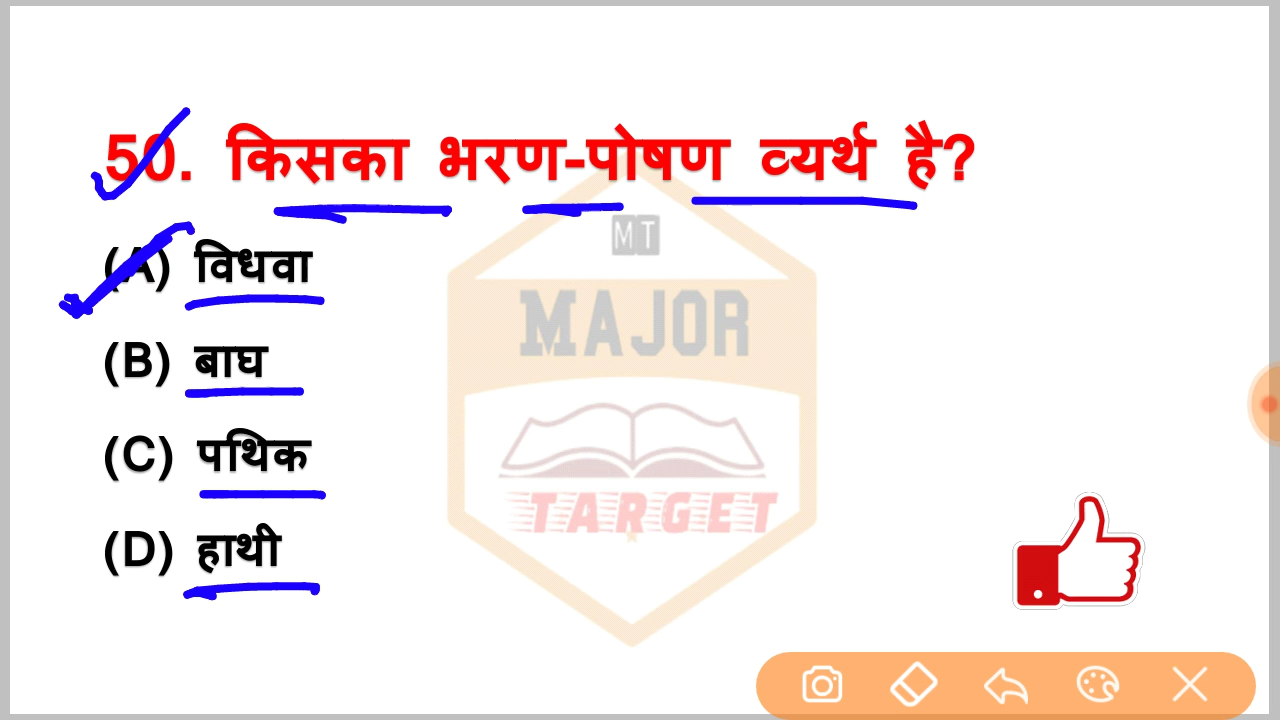 50. किसका भरण-पोषण व्यर्थ है?
(A) विधवा
MT
MAJOR
(B) बाघ
(C) पथिक
TARGET
(D) हाथी